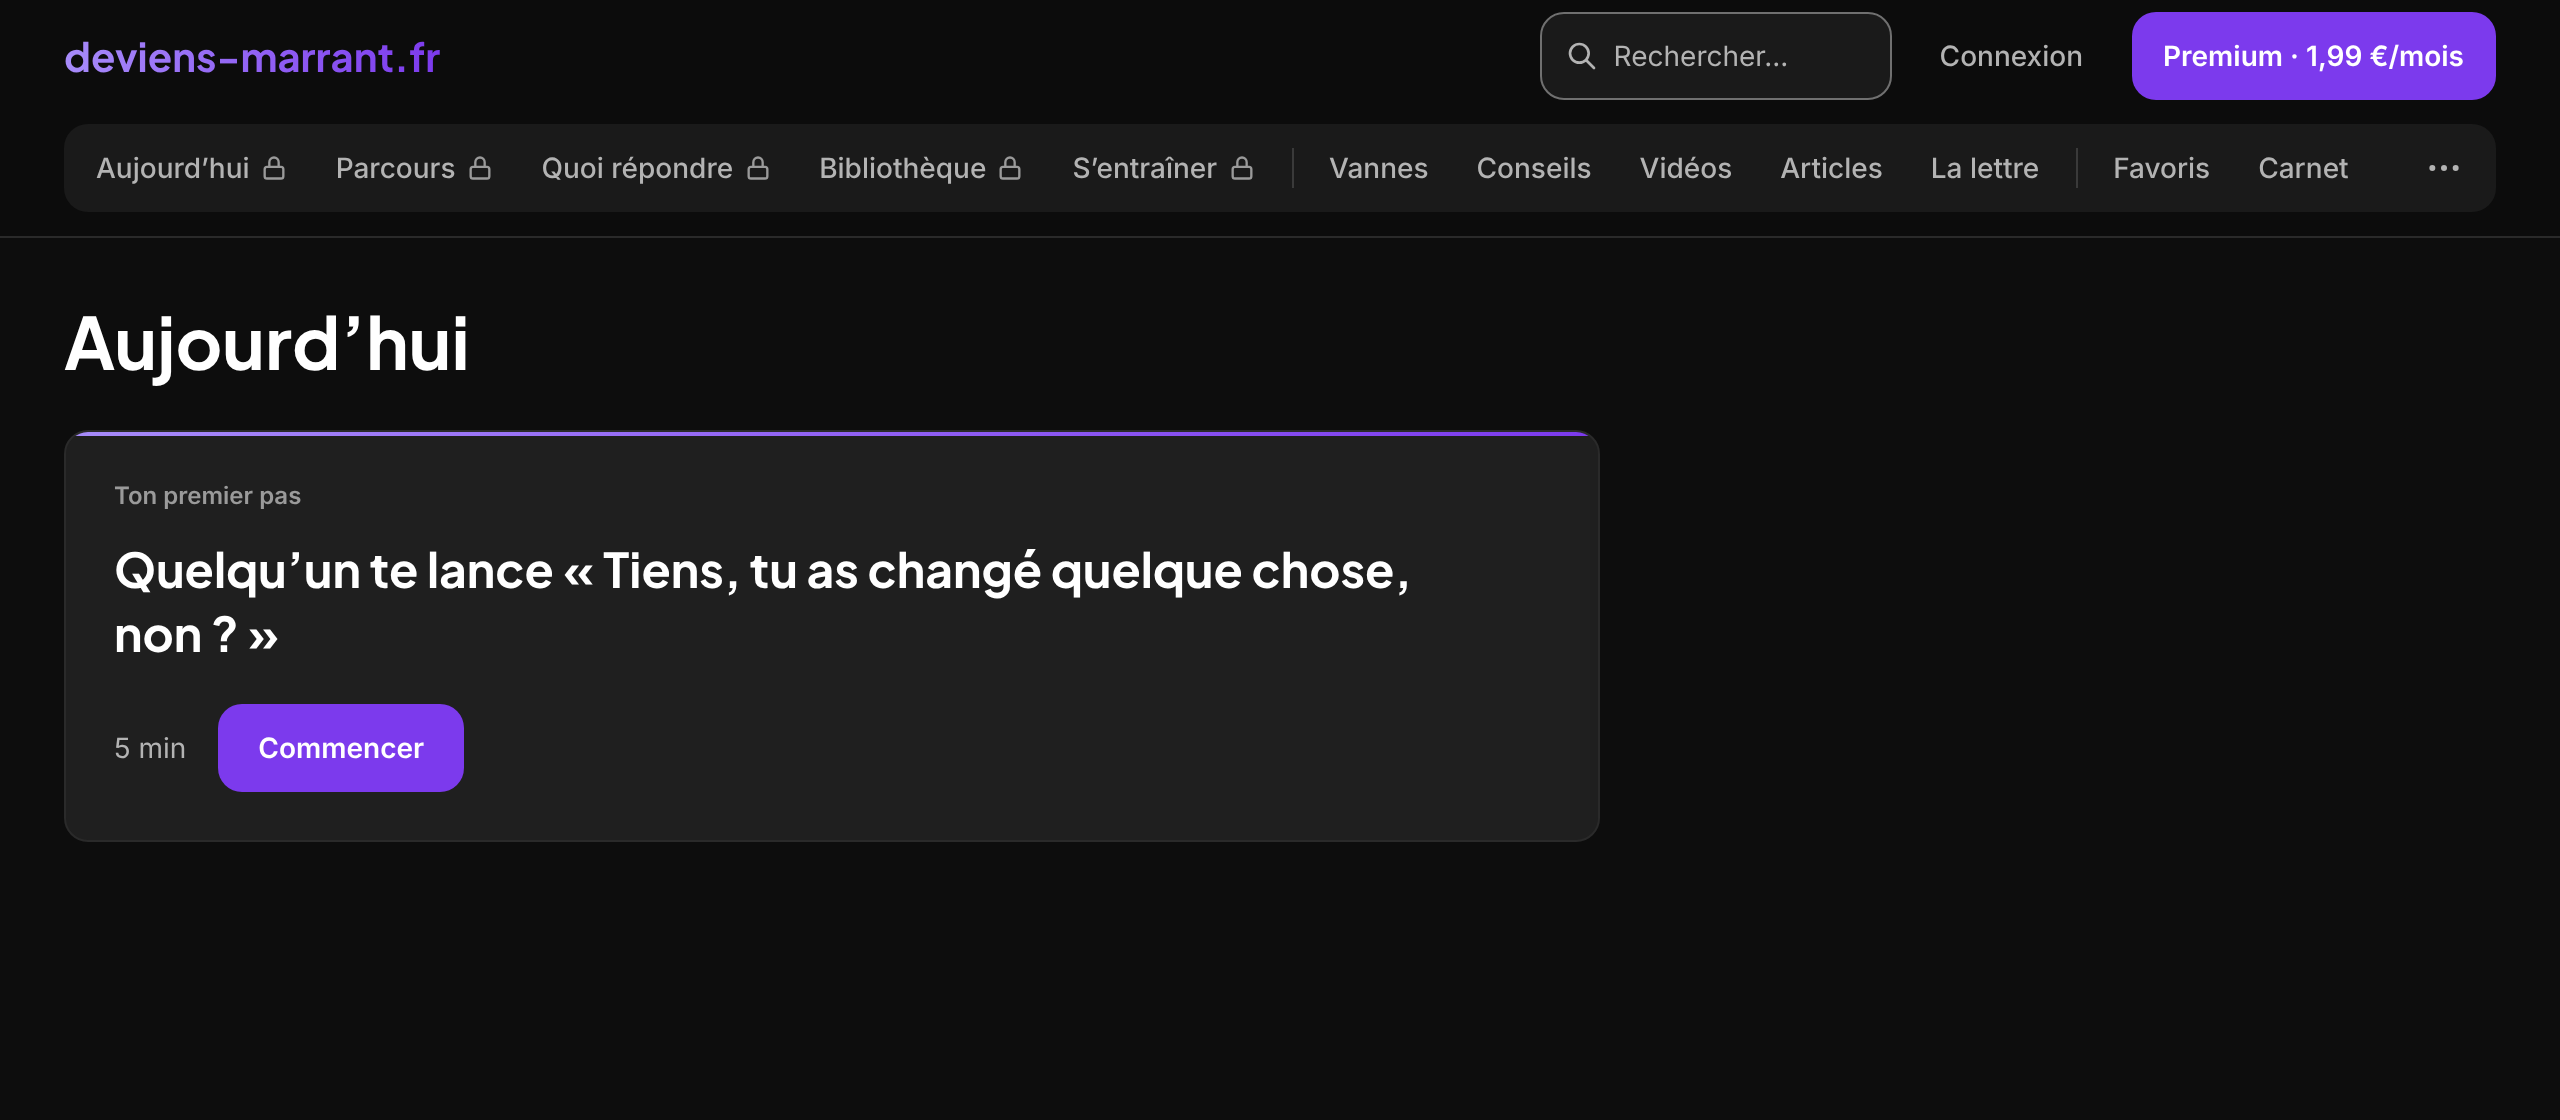 deviens-marrant.fr
Rechercher...
Connexion
Premium · 1,99 €/mois
Aujourd’hui
Parcours
Quoi répondre
Bibliothèque
S’entraîner
Vannes
Conseils
Vidéos
Articles
La lettre
Favoris
Carnet
Aujourd’hui
Ton premier pas
Quelqu’un te lance « Tiens, tu as changé quelque chose,
non ? »
5 min
Commencer